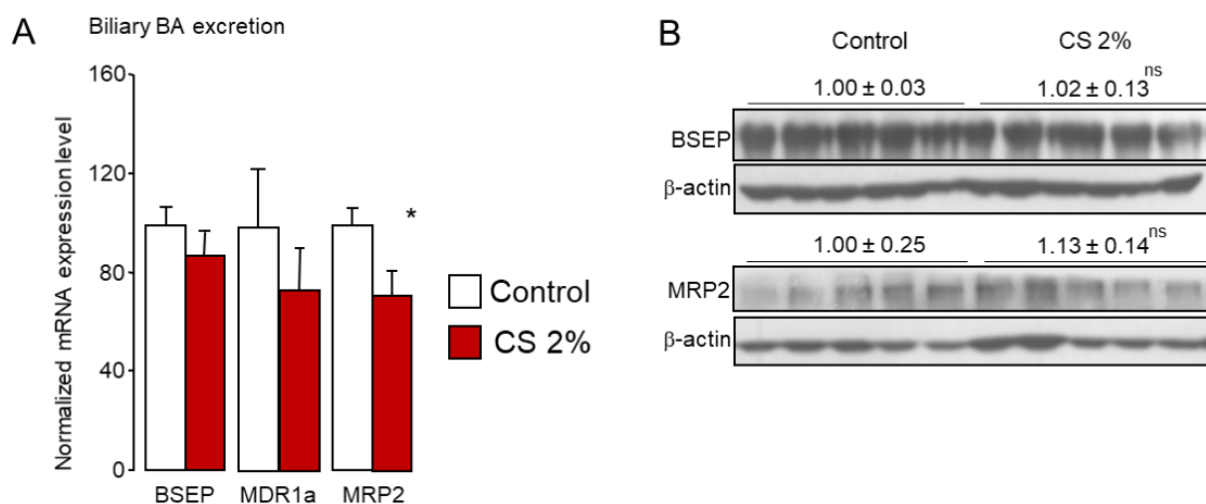 A
Biliary BA excretion
Normalized mRNA expression level
160
120
80
40
0
*
BSEP MDR1a MRP2
Control
CS 2%
B
Control CS 2%
1.00 ± 0.03 1.02 ± 0.13 ns
BSEP
β-actin
1.00 ± 0.25 1.13 ± 0.14 ns
MRP2
β-actin